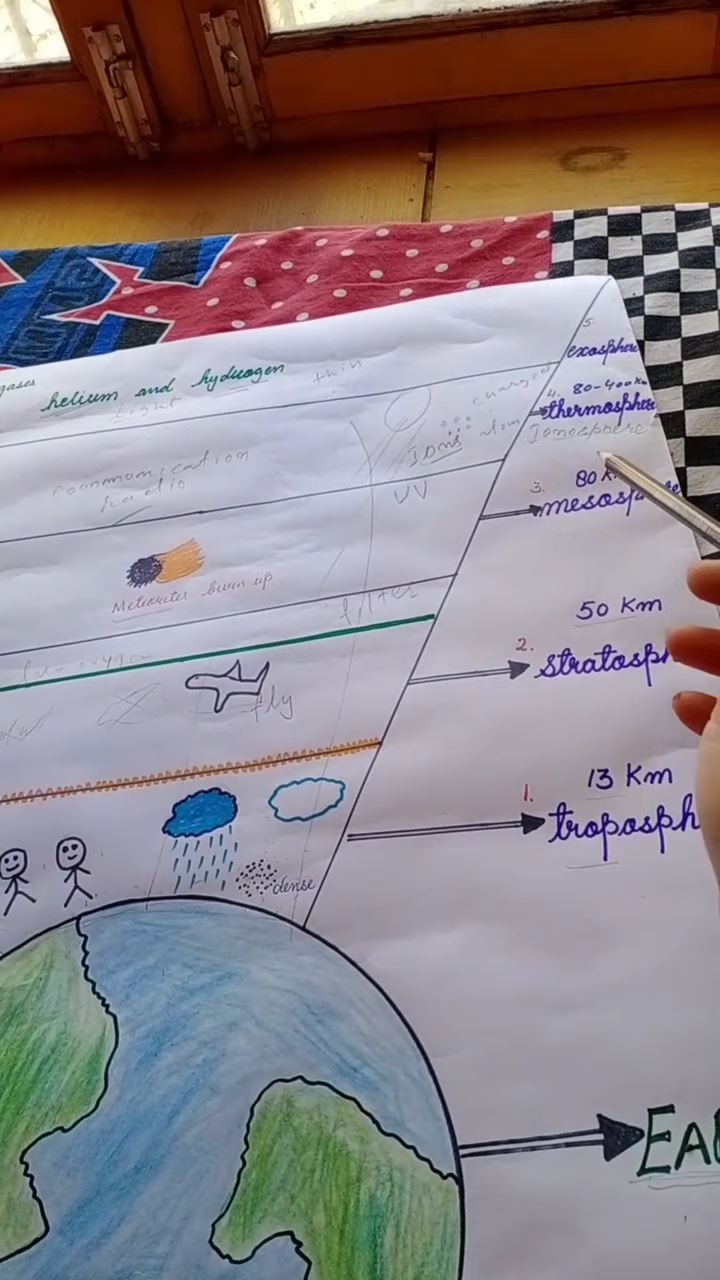 5.
exosphere
gases
helium and hydrogen
thin
light
charged
4. 80-400 Km
thermosphere
Ionosphere
Ions
communication
radio
UV
3. 80 K
mesosp
Meteorites burn up
filter
50 Km
2. stratosph
fly
13 Km
1. troposph
dense
EA